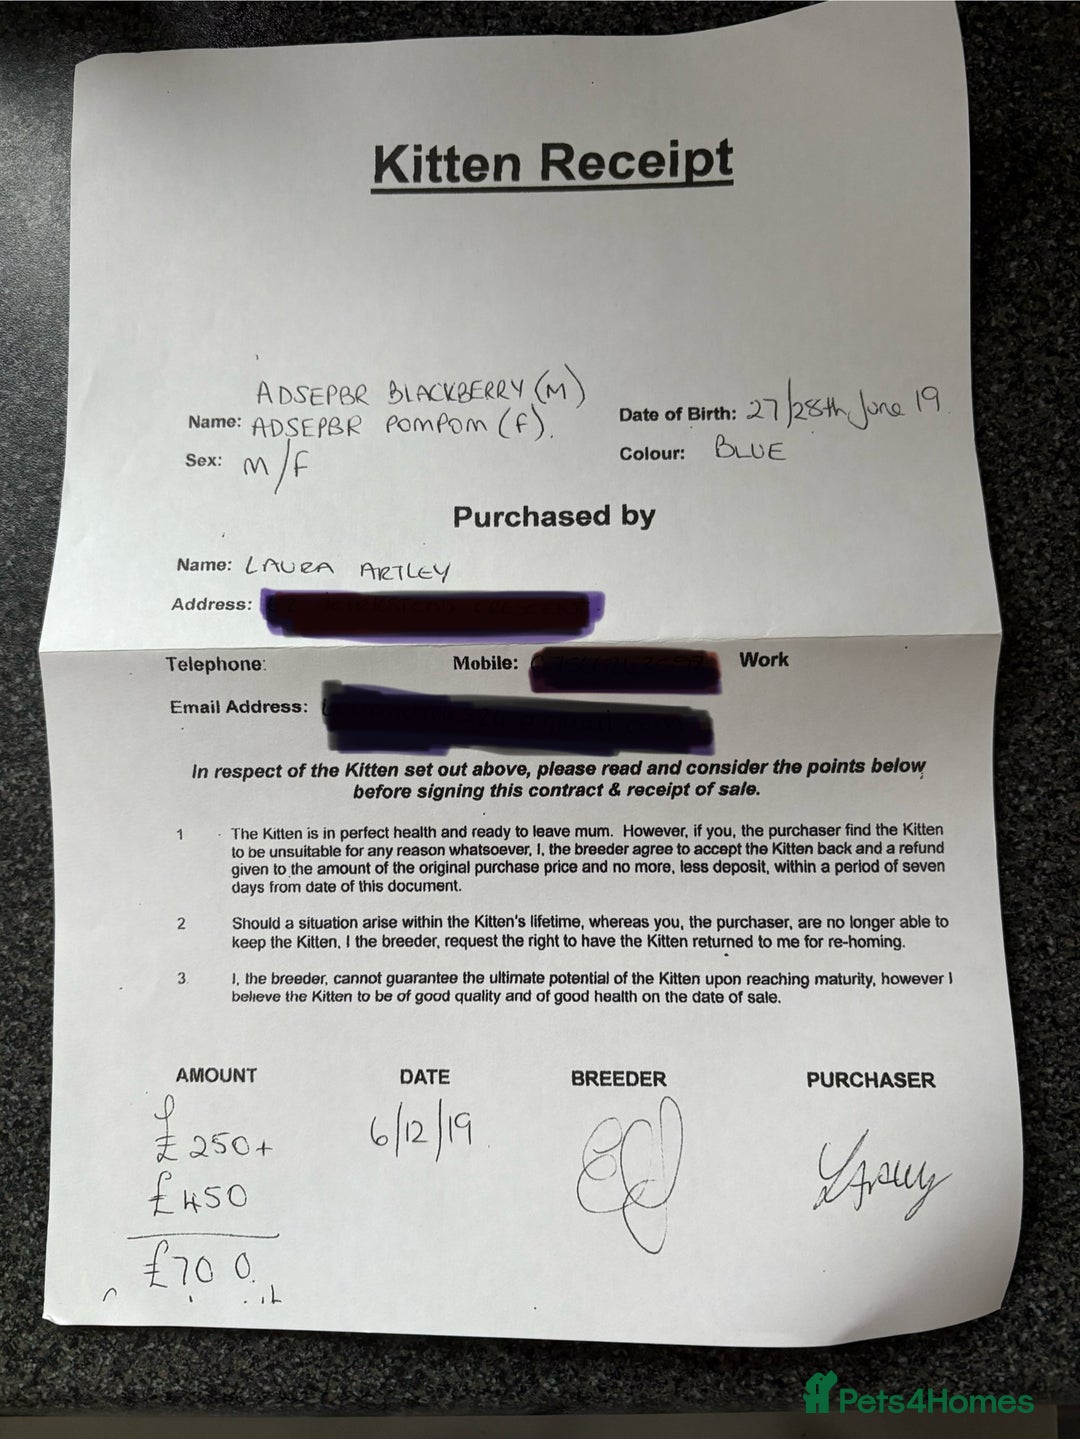 Kitten Receipt
ADSEPBR BLACKBERRY (M)
Name: ADSEPBR POMPOM (F).
Date of Birth: 27/28th June 19.
Sex: M/F
Colour: BLUE
Purchased by
Name: LAURA ARTLEY
Address:
Telephone: Mobile: Work
Email Address:
In respect of the Kitten set out above, please read and consider the points below
before signing this contract & receipt of sale.
1 The Kitten is in perfect health and ready to leave mum. However, if you, the purchaser find the Kitten
to be unsuitable for any reason whatsoever, I, the breeder agree to accept the Kitten back and a refund
given to the amount of the original purchase price and no more, less deposit, within a period of seven
days from date of this document.
2 Should a situation arise within the Kitten's lifetime, whereas you, the purchaser, are no longer able to
keep the Kitten, I the breeder, request the right to have the Kitten returned to me for re-homing.
3 I, the breeder, cannot guarantee the ultimate potential of the Kitten upon reaching maturity, however I
believe the Kitten to be of good quality and of good health on the date of sale.
AMOUNT DATE BREEDER PURCHASER
£250+ 6/12/19
£450
£700.
Pets4Homes